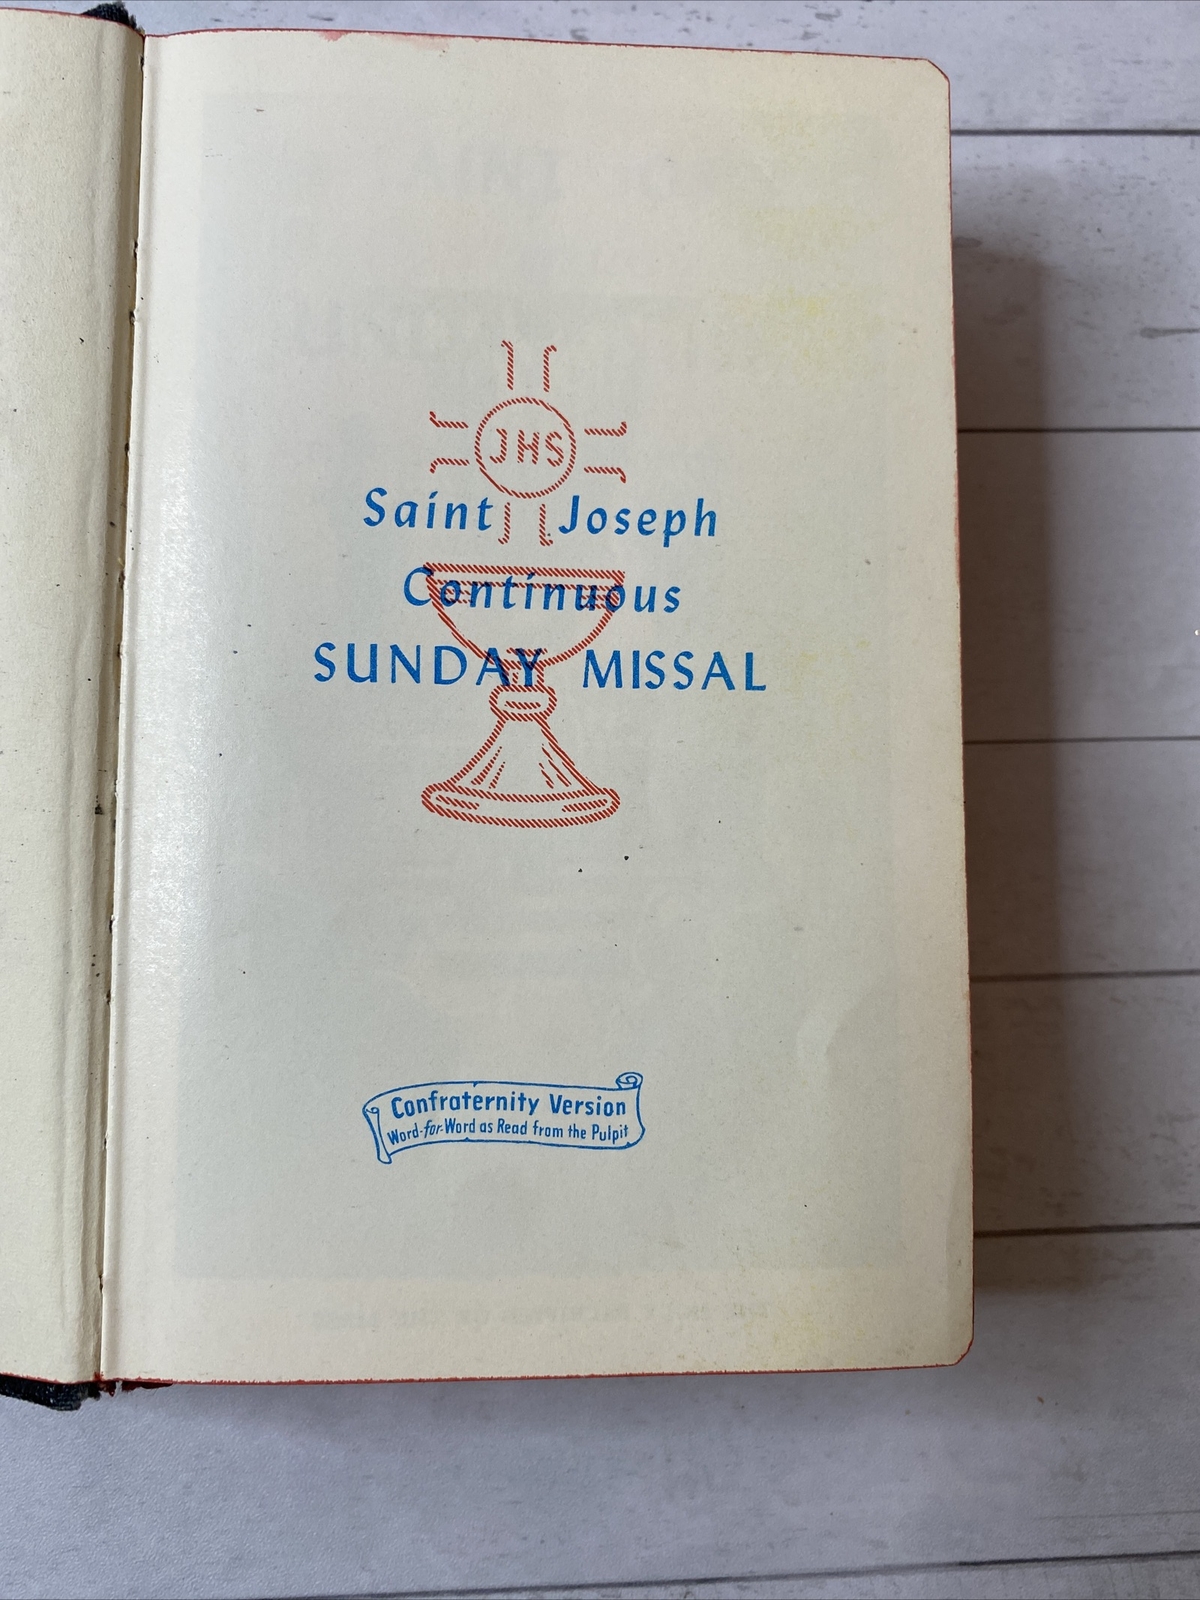 JHS
Saint Joseph
Continuous
SUNDAY MISSAL
Confraternity Version
Word-for-Word as Read from the Pulpit